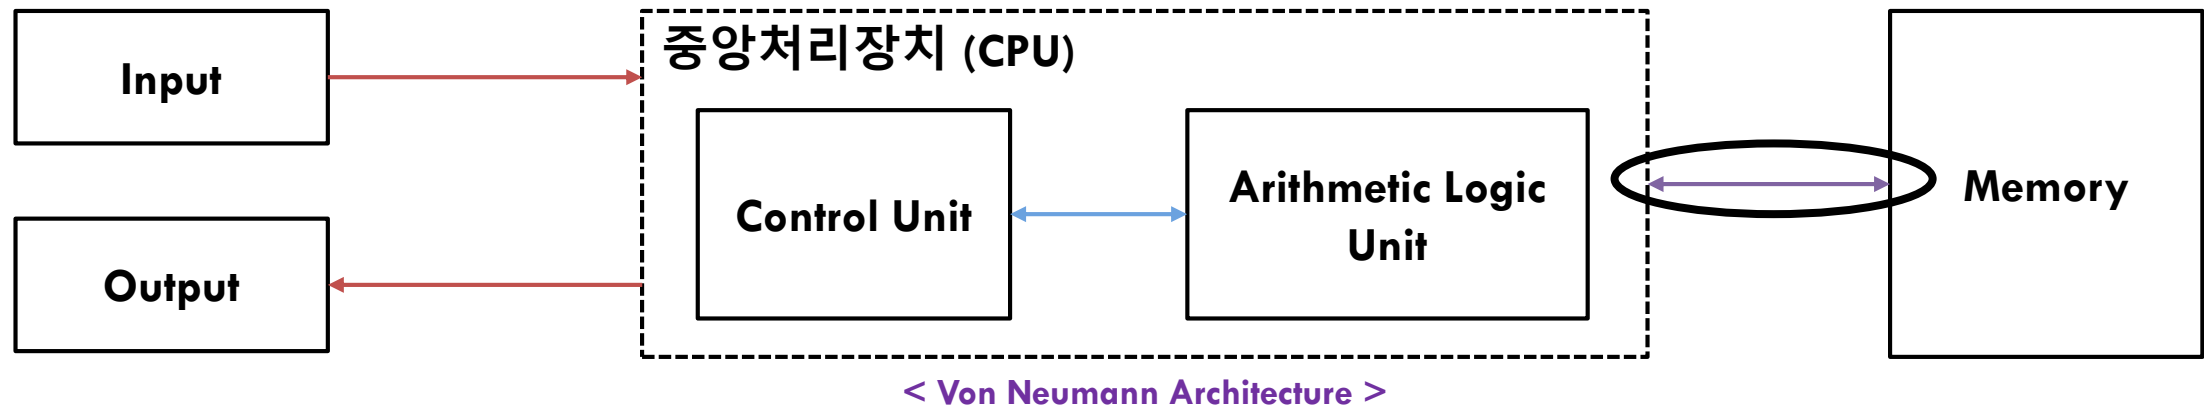 Input
Output
중앙처리장치 (CPU)
Control Unit
Arithmetic Logic
Unit
Memory
< Von Neumann Architecture >